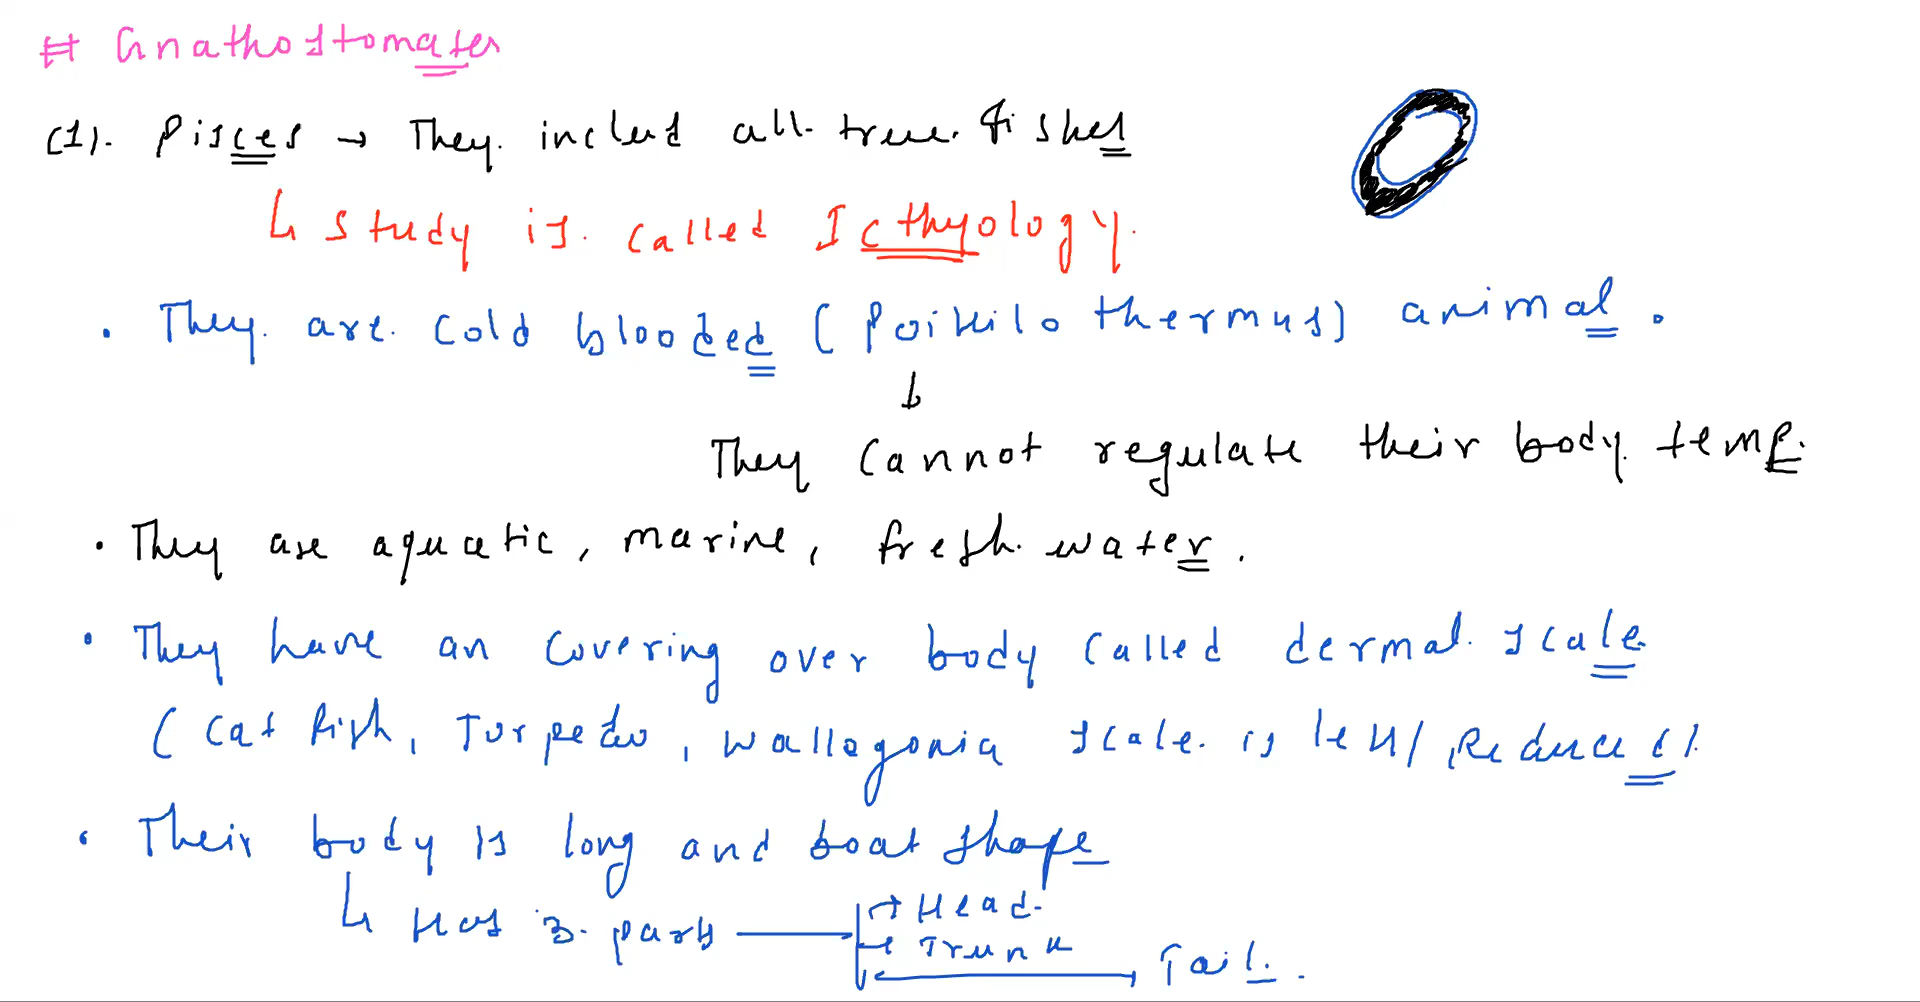 # Gnathostomates
(1). Pisces → They includ all true fishes
↳ study is called Icthyology.
• They are cold blooded (Poikilo thermus) animal.
↓
They cannot regulate their body temp.
• They are aquatic, marine, fresh water.
• They have an covering over body called dermal scale
(Cat fish, Torpedo, wallagonia scale is less/Reduced).
• Their body is long and boat shape
↳ Has 3 parts → Head
→ Trunk
→ Tail.